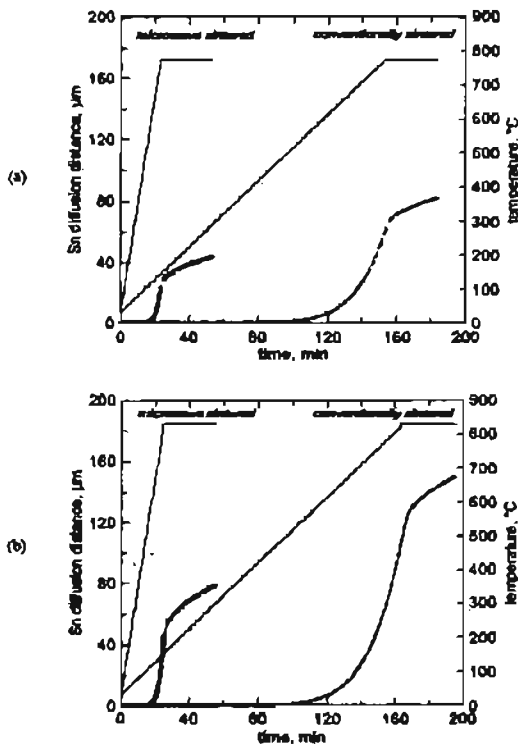 microwave sintered conventionally sintered
200
160
120
80
40
0
Sn diffusion distance, µm
900
800
700
600
500
400
300
200
100
0
temperature, °C
(a)
0 40 80 120 160 200
time, min
microwave sintered conventionally sintered
200
160
120
80
40
0
Sn diffusion distance, µm
900
800
700
600
500
400
300
200
100
0
temperature, °C
(b)
0 40 60 120 160 200
time, min